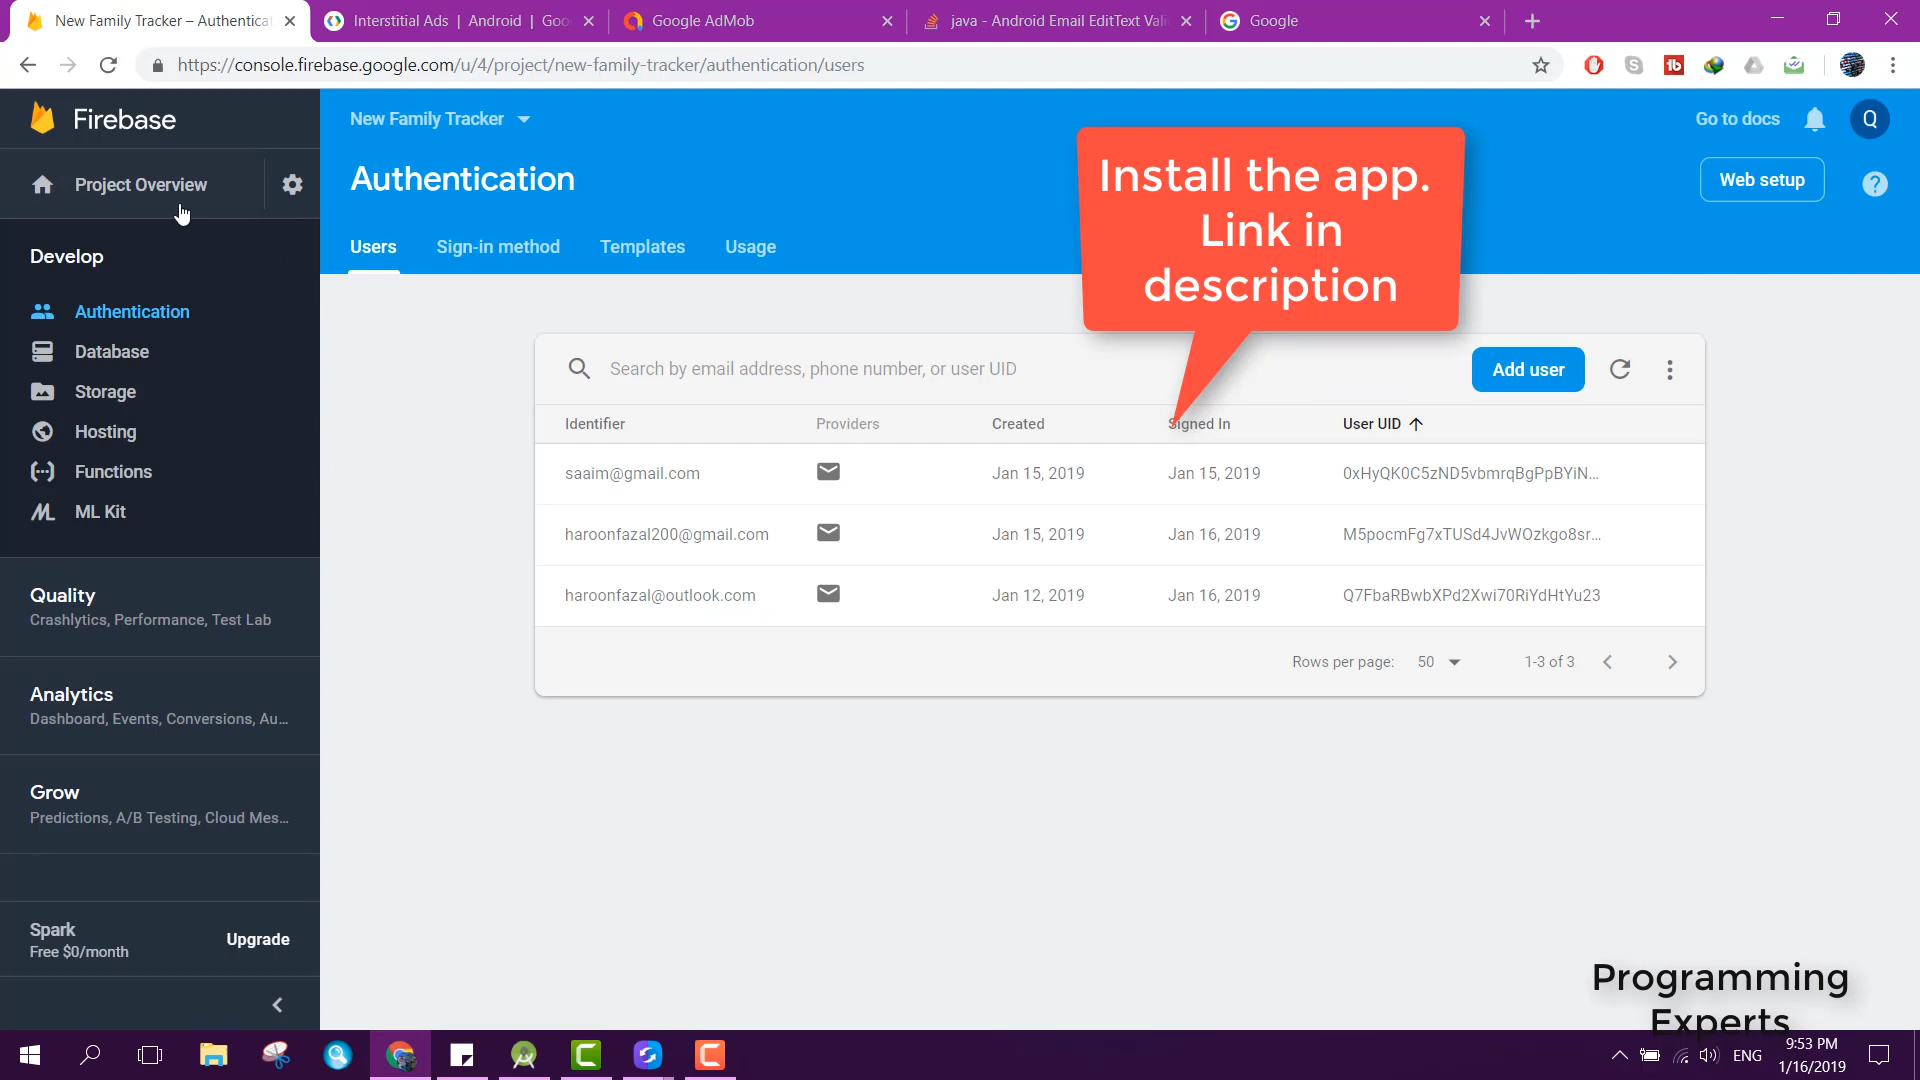 New Family Tracker – Authentica
Interstitial Ads | Android | Goo
Google AdMob
java - Android Email EditText Vali
Google
https://console.firebase.google.com/u/4/project/new-family-tracker/authentication/users
Firebase
Project Overview
Develop
Authentication
Database
Storage
Hosting
Functions
ML Kit
Quality
Crashlytics, Performance, Test Lab
Analytics
Dashboard, Events, Conversions, Au...
Grow
Predictions, A/B Testing, Cloud Mes...
Spark
Free $0/month
Upgrade
New Family Tracker
Go to docs
Q
Authentication
Web setup
?
Users Sign-in method Templates Usage
Install the app.
Link in
description
Search by email address, phone number, or user UID
Add user
Identifier Providers Created Signed In User UID
saaim@gmail.com Jan 15, 2019 Jan 15, 2019 0xHyQK0C5zND5vbmrqBgPpBYiN...
haroonfazal200@gmail.com Jan 15, 2019 Jan 16, 2019 M5pocmFg7xTUSd4JvWOzkgo8sr...
haroonfazal@outlook.com Jan 12, 2019 Jan 16, 2019 Q7FbaRBwbXPd2Xwi70RiYdHtYu23
Rows per page: 50 1-3 of 3
Programming
Experts
ENG
9:53 PM
1/16/2019